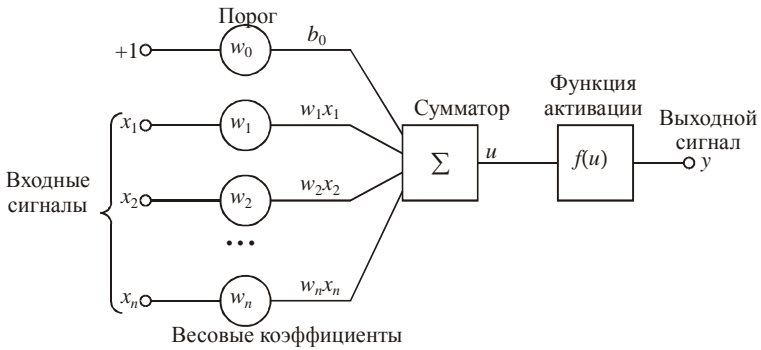 Порог
+1 w₀ b₀
Функция
активации
Сумматор
Выходной
сигнал
x₁ w₁ w₁x₁
Σ u f(u) y
Входные
сигналы
x₂ w₂ w₂x₂
...
xₙ wₙ wₙxₙ
Весовые коэффициенты